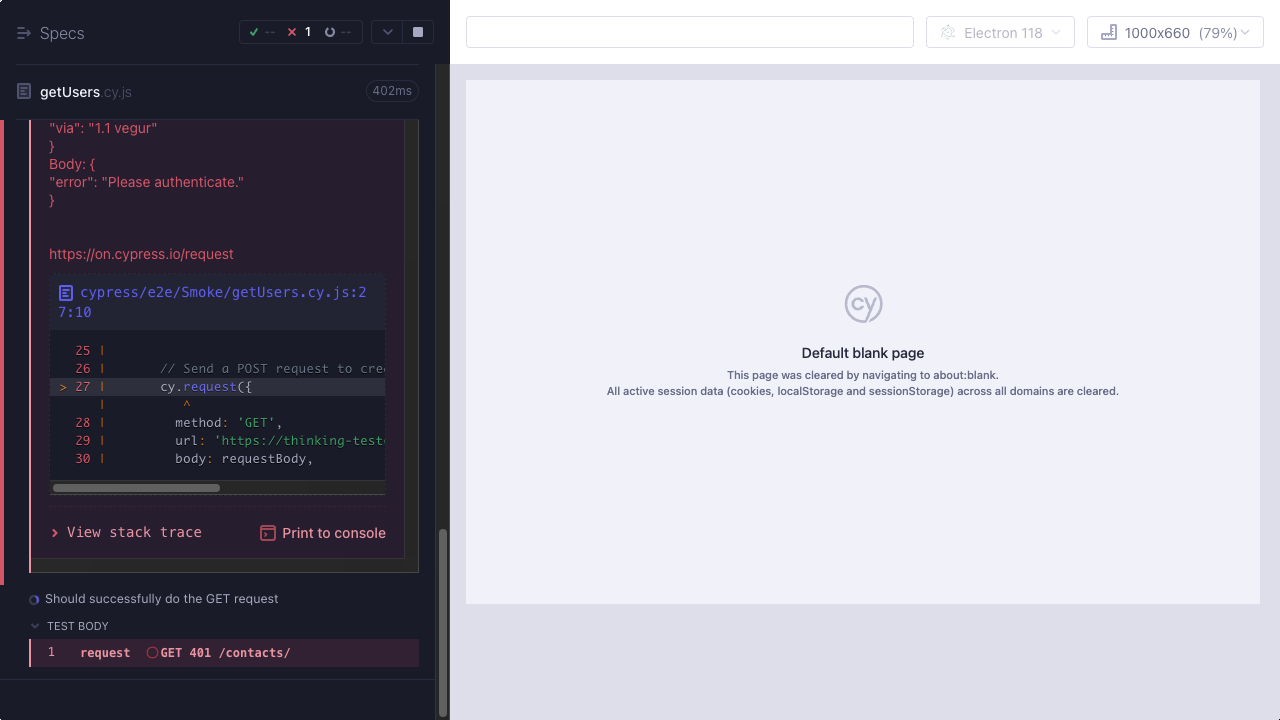 Specs
-- 1 --
getUsers.cy.js 402ms
"via": "1.1 vegur"
}
Body: {
"error": "Please authenticate."
}
https://on.cypress.io/request
cypress/e2e/Smoke/getUsers.cy.js:2
7:10
25 |
26 | // Send a POST request to cre
> 27 | cy.request({
| ^
28 | method: 'GET',
29 | url: 'https://thinking-test
30 | body: requestBody,
> View stack trace
Print to console
Should successfully do the GET request
TEST BODY
1 request GET 401 /contacts/
Electron 118
1000x660 (79%)
cy
Default blank page
This page was cleared by navigating to about:blank.
All active session data (cookies, localStorage and sessionStorage) across all domains are cleared.